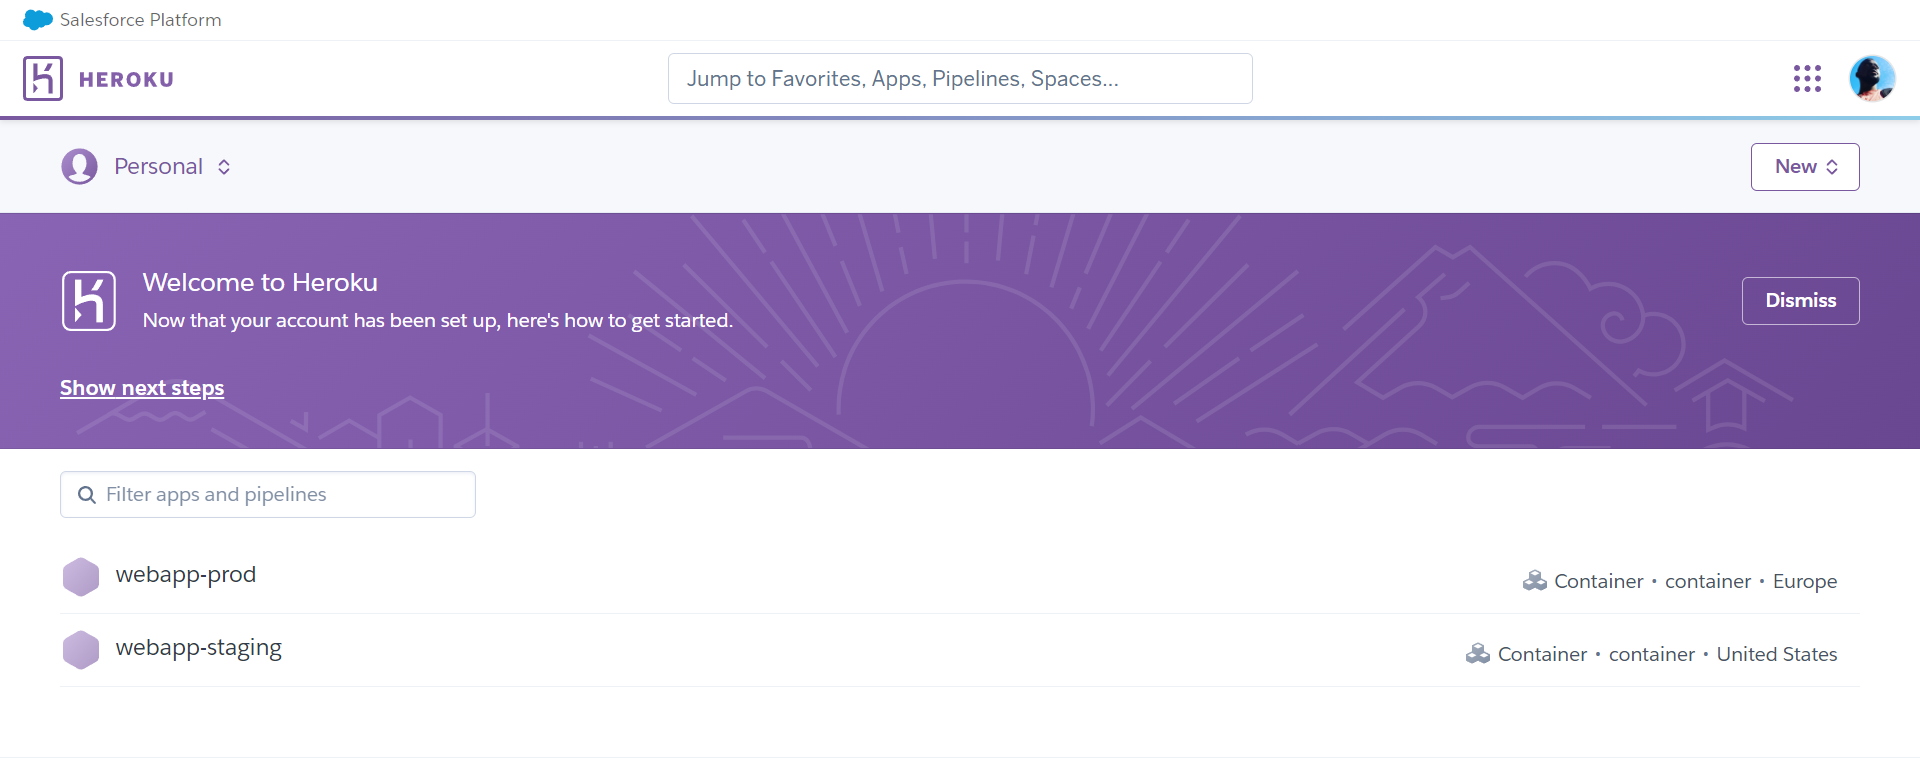 Salesforce Platform
HEROKU
Jump to Favorites, Apps, Pipelines, Spaces...
Personal
New
Welcome to Heroku
Now that your account has been set up, here's how to get started.
Dismiss
Show next steps
Filter apps and pipelines
webapp-prod
Container • container • Europe
webapp-staging
Container • container • United States